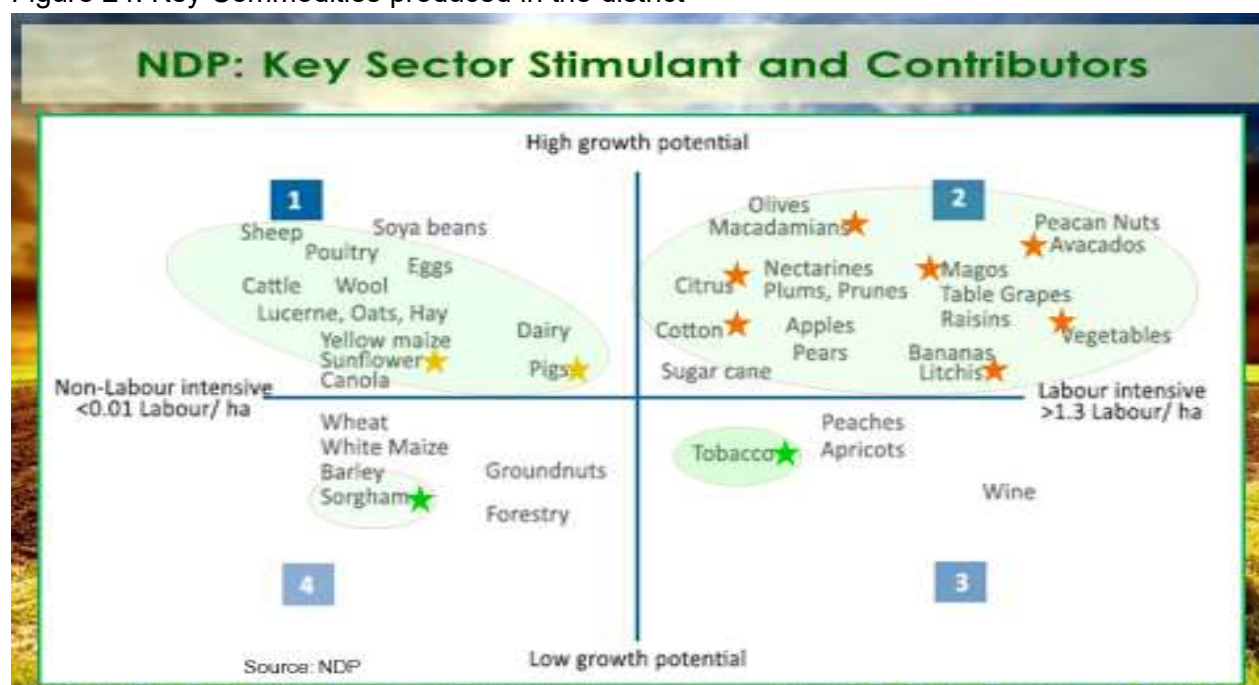 Figure 24: Key Commodities produced in the district
NDP: Key Sector Stimulant and Contributors
High growth potential
1
Sheep
Soya beans
Poultry
Eggs
Cattle
Wool
Lucerne, Oats, Hay
Yellow maize
Dairy
Sunflower
Pigs
Canola
2
Olives
Macadamians
Peacan Nuts
Avacados
Citrus
Nectarines
Plums, Prunes
Magos
Table Grapes
Raisins
Cotton
Apples
Pears
Vegetables
Sugar cane
Bananas
Litchis
Non-Labour intensive
<0.01 Labour/ ha
Labour intensive
>1.3 Labour/ ha
Wheat
White Maize
Barley
Sorgham
Groundnuts
Forestry
4
Tobacco
Peaches
Apricots
Wine
3
Source: NDP
Low growth potential